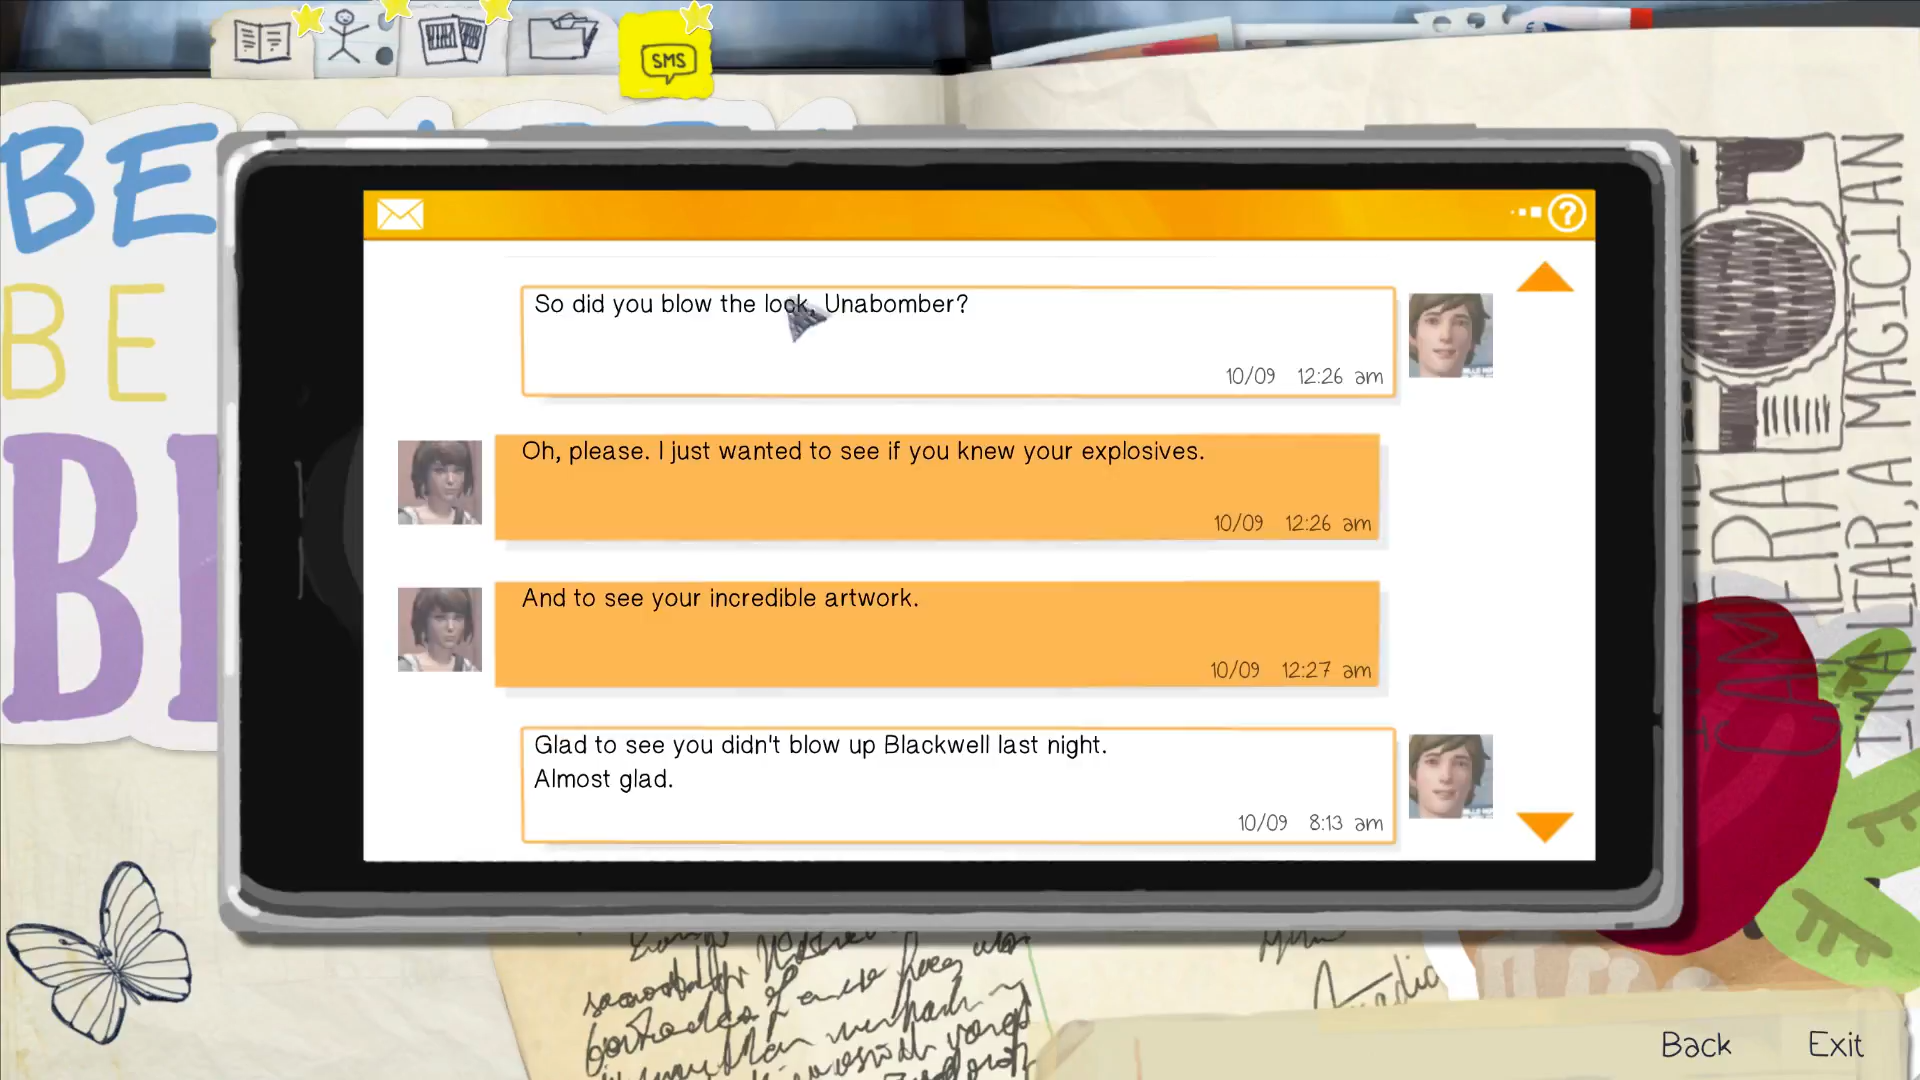 SMS
BE
BE
So did you blow the lock, Unabomber?
10/09 12:26 am
Oh, please. I just wanted to see if you knew your explosives.
10/09 12:26 am
And to see your incredible artwork.
10/09 12:27 am
Glad to see you didn't blow up Blackwell last night.
Almost glad.
10/09 8:13 am
CAMERA
LIAR, A MAGICIAN
Back
Exit